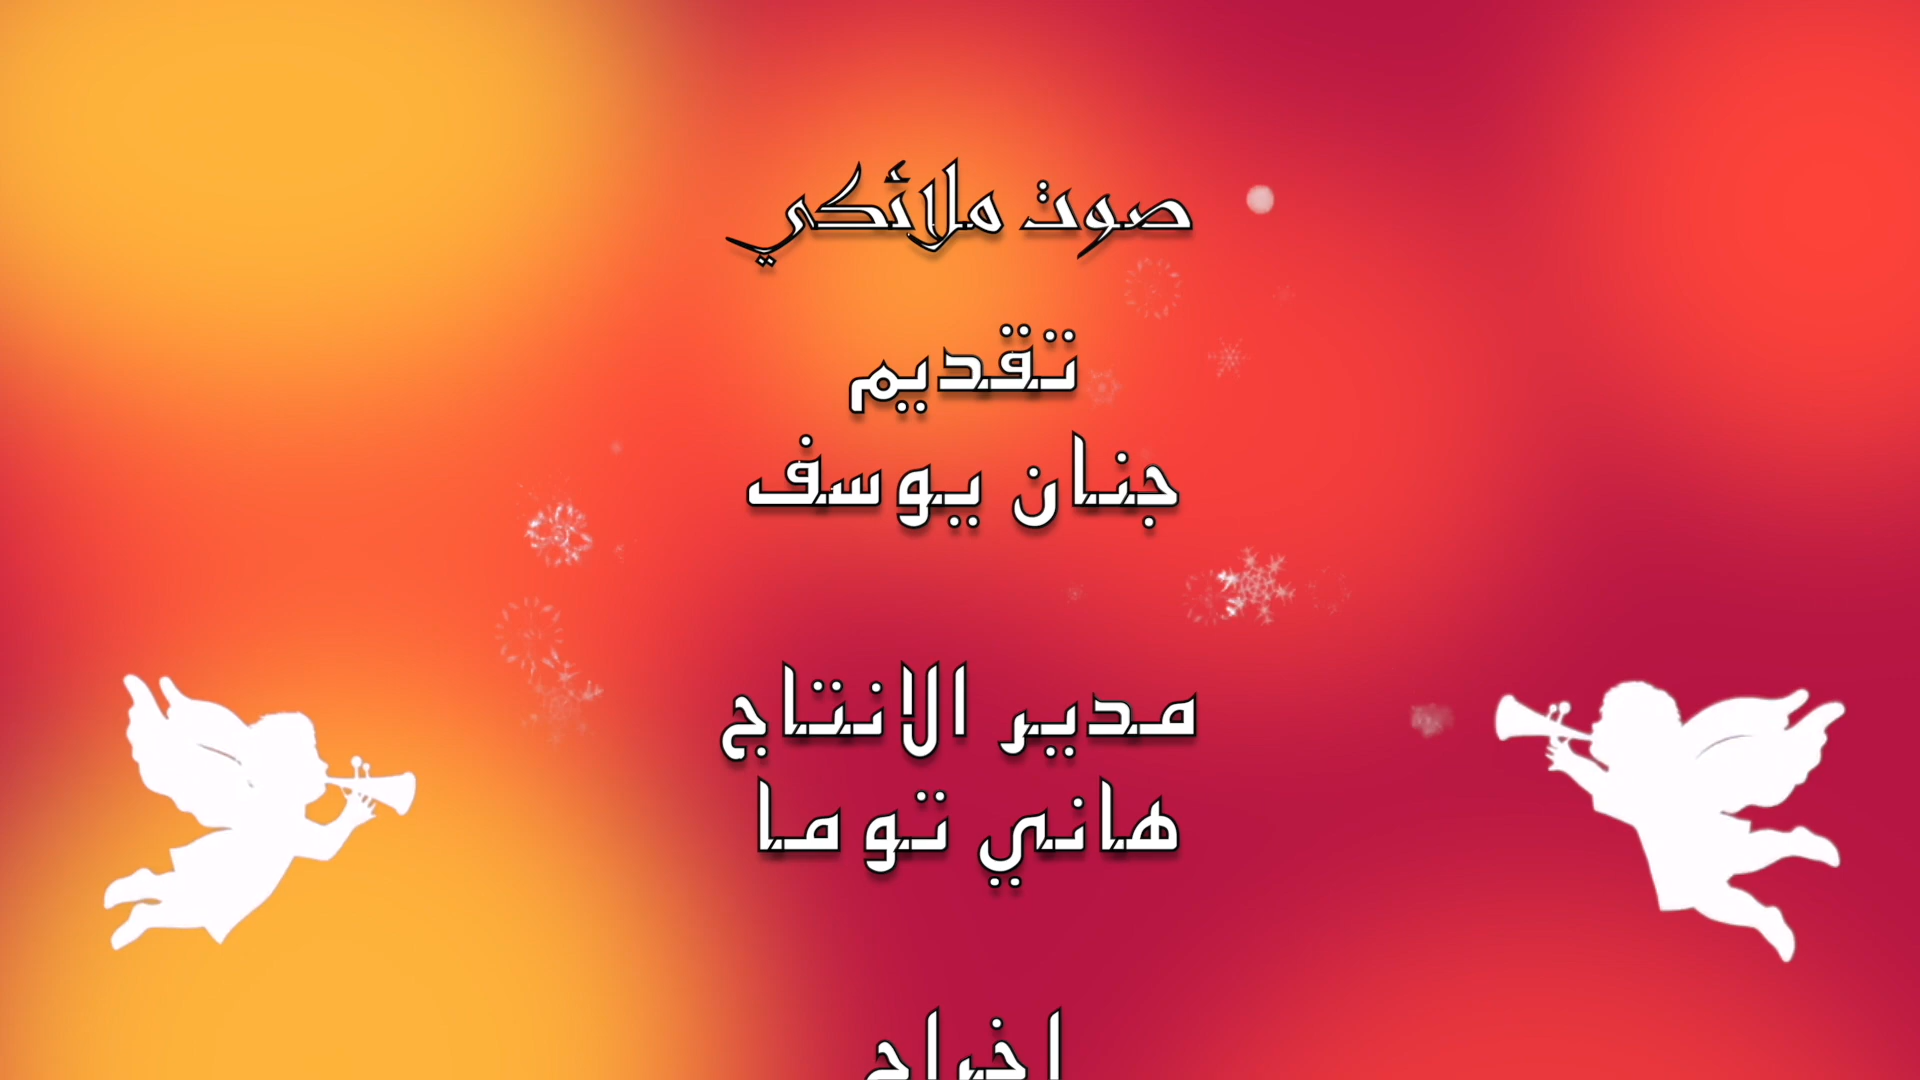 صوت ملائكي
تقديم
جنان يوسف
مدير الانتاج
هاني توما
اخراج